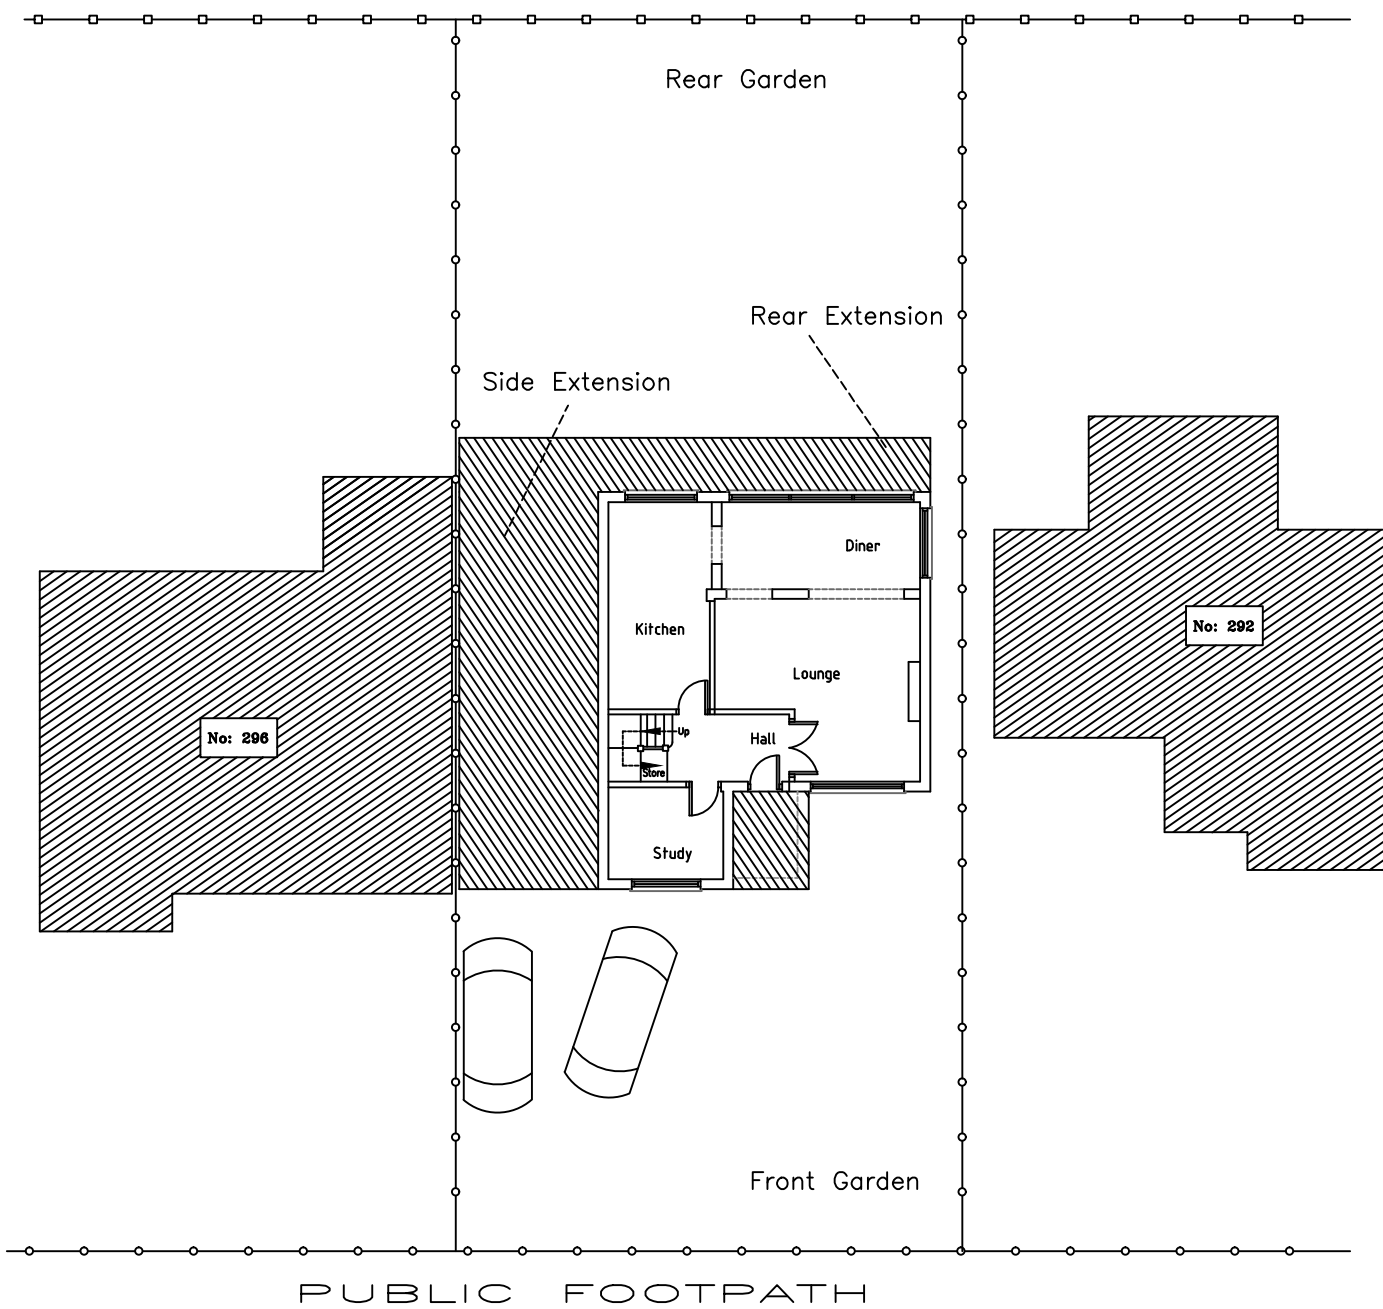 Rear Garden
Rear Extension
Side Extension
Diner
Kitchen
No: 292
Lounge
Up
Hall
No: 296
Store
Study
Front Garden
PUBLIC FOOTPATH